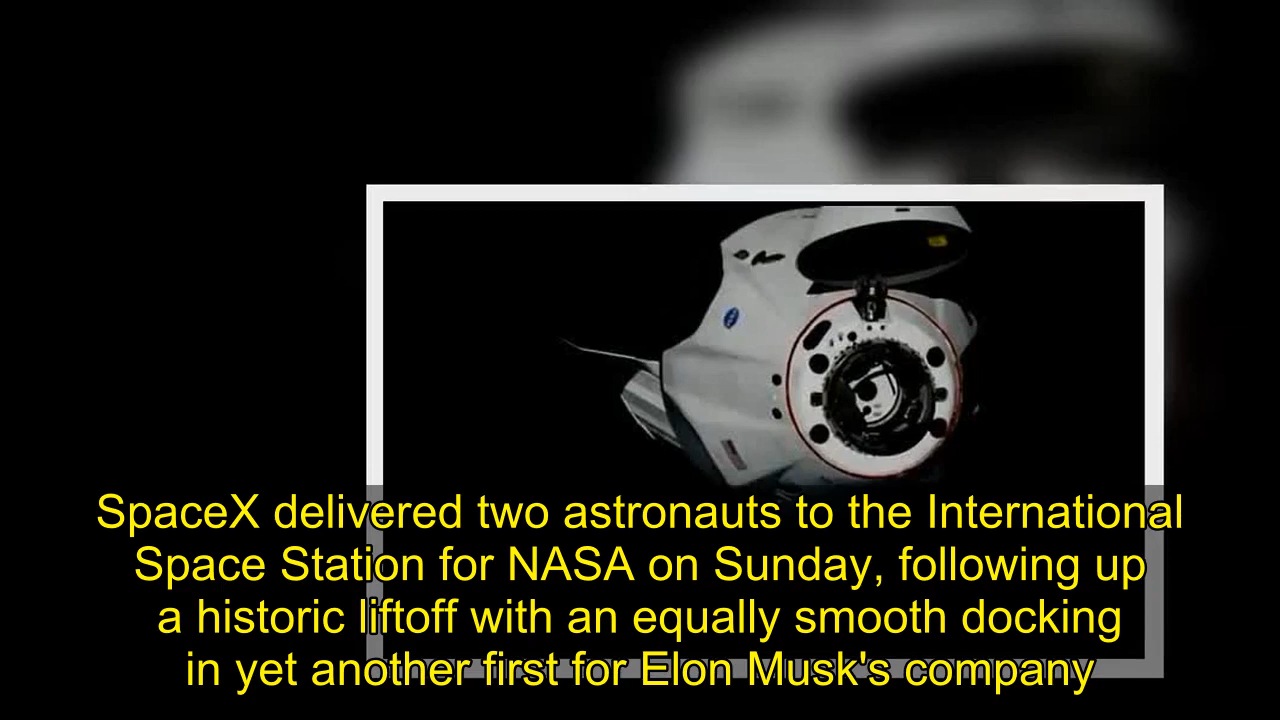 SpaceX delivered two astronauts to the International
Space Station for NASA on Sunday, following up
a historic liftoff with an equally smooth docking
in yet another first for Elon Musk's company